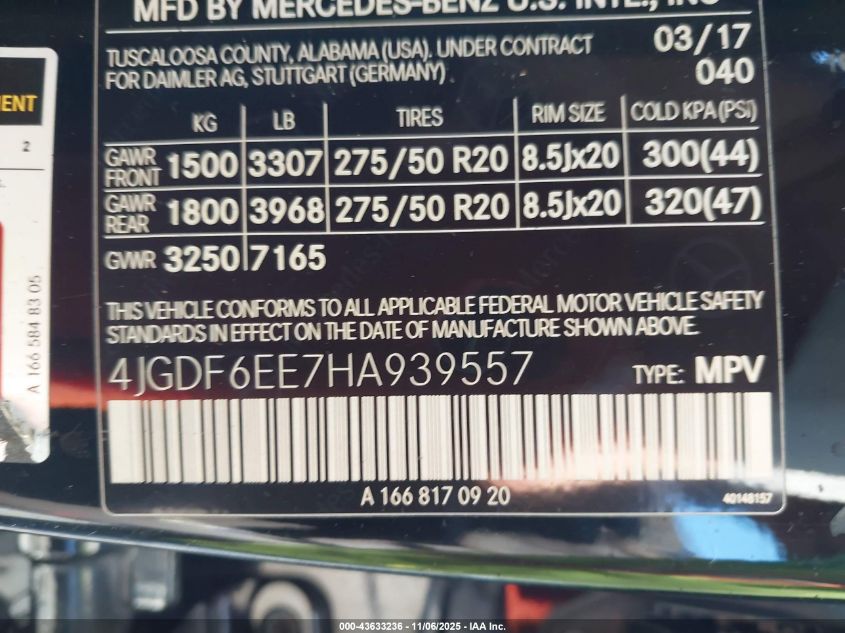 MFD BY MERCEDES-BENZ U.S. INTL., INC
TUSCALOOSA COUNTY, ALABAMA (USA). UNDER CONTRACT 03/17
FOR DAIMLER AG, STUTTGART (GERMANY) 040
KG LB TIRES RIM SIZE COLD KPA (PSI)
GAWR FRONT 1500 3307 275/50 R20 8.5Jx20 300(44)
GAWR REAR 1800 3968 275/50 R20 8.5Jx20 320(47)
GVWR 3250 7165
THIS VEHICLE CONFORMS TO ALL APPLICABLE FEDERAL MOTOR VEHICLE SAFETY
STANDARDS IN EFFECT ON THE DATE OF MANUFACTURE SHOWN ABOVE.
4JGDF6EE7HA939557 TYPE: MPV
A 166 817 09 20 40148157
2
A 166 584 83 05
000-43633236 - 11/06/2025 - IAA Inc.